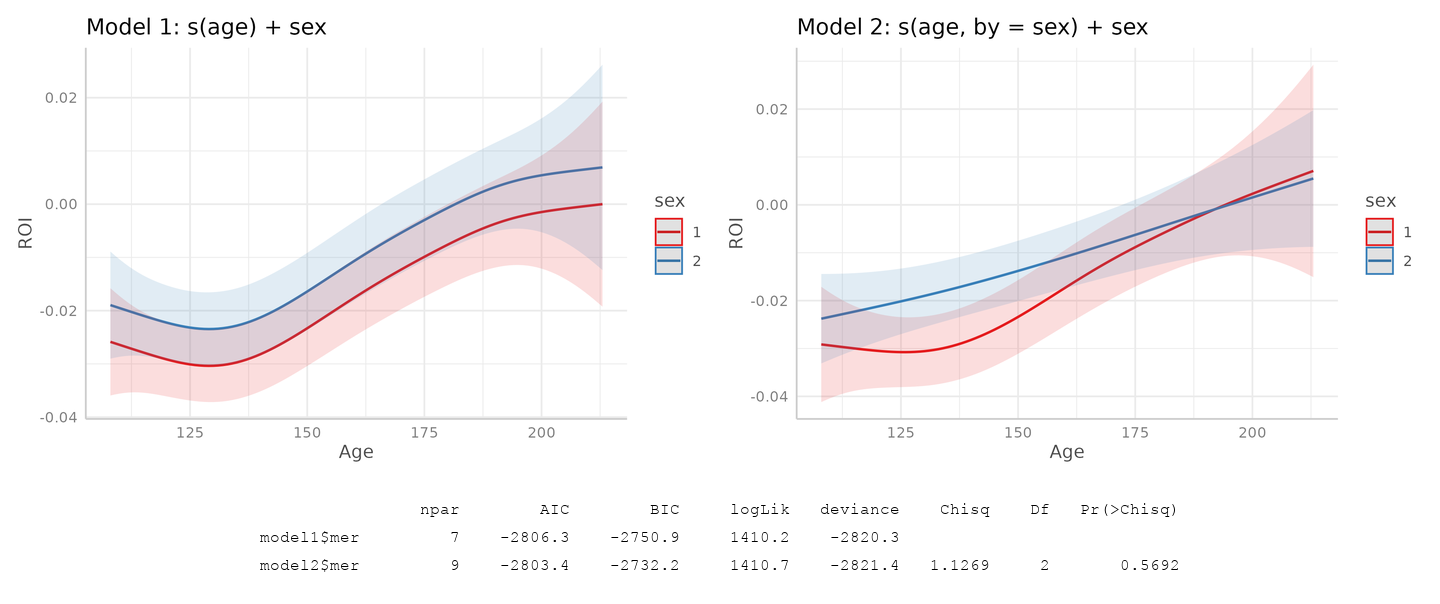 Model 1: s(age) + sex
0.02
0.00
-0.02
-0.04
ROI
125 150 175 200
Age
sex
1
2
Model 2: s(age, by = sex) + sex
0.02
0.00
-0.02
-0.04
ROI
125 150 175 200
Age
sex
1
2
npar AIC BIC logLik deviance Chisq Df Pr(>Chisq)
model1$mer 7 -2806.3 -2750.9 1410.2 -2820.3
model2$mer 9 -2803.4 -2732.2 1410.7 -2821.4 1.1269 2 0.5692